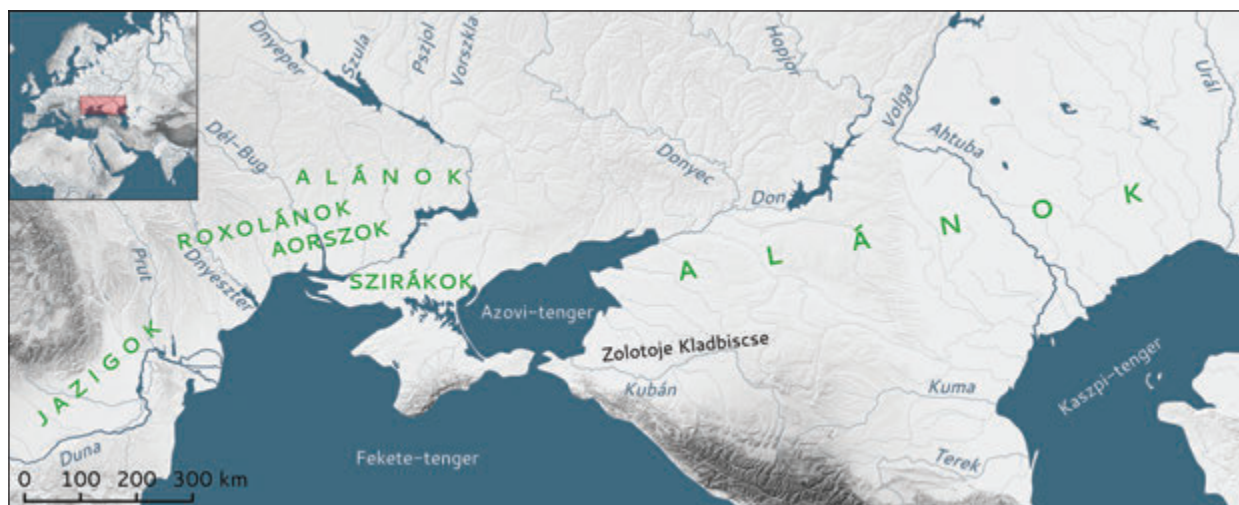 Dnyeper
Szula
Pszjol
Vorszkla
Hopjor
Volga
Urál
Dél-Bug
Ahtuba
Donyec
Don
ALÁNOK
ROXOLÁNOK
AORSZOK
SZIRÁKOK
ALÁNOK
Prut
Dnyeszter
Azovi-tenger
Zolotoje Kladbiscse
Kubán
Kuma
Kaszpi-tenger
JAZIGOK
Duna
Fekete-tenger
Terek
0 100 200 300 km